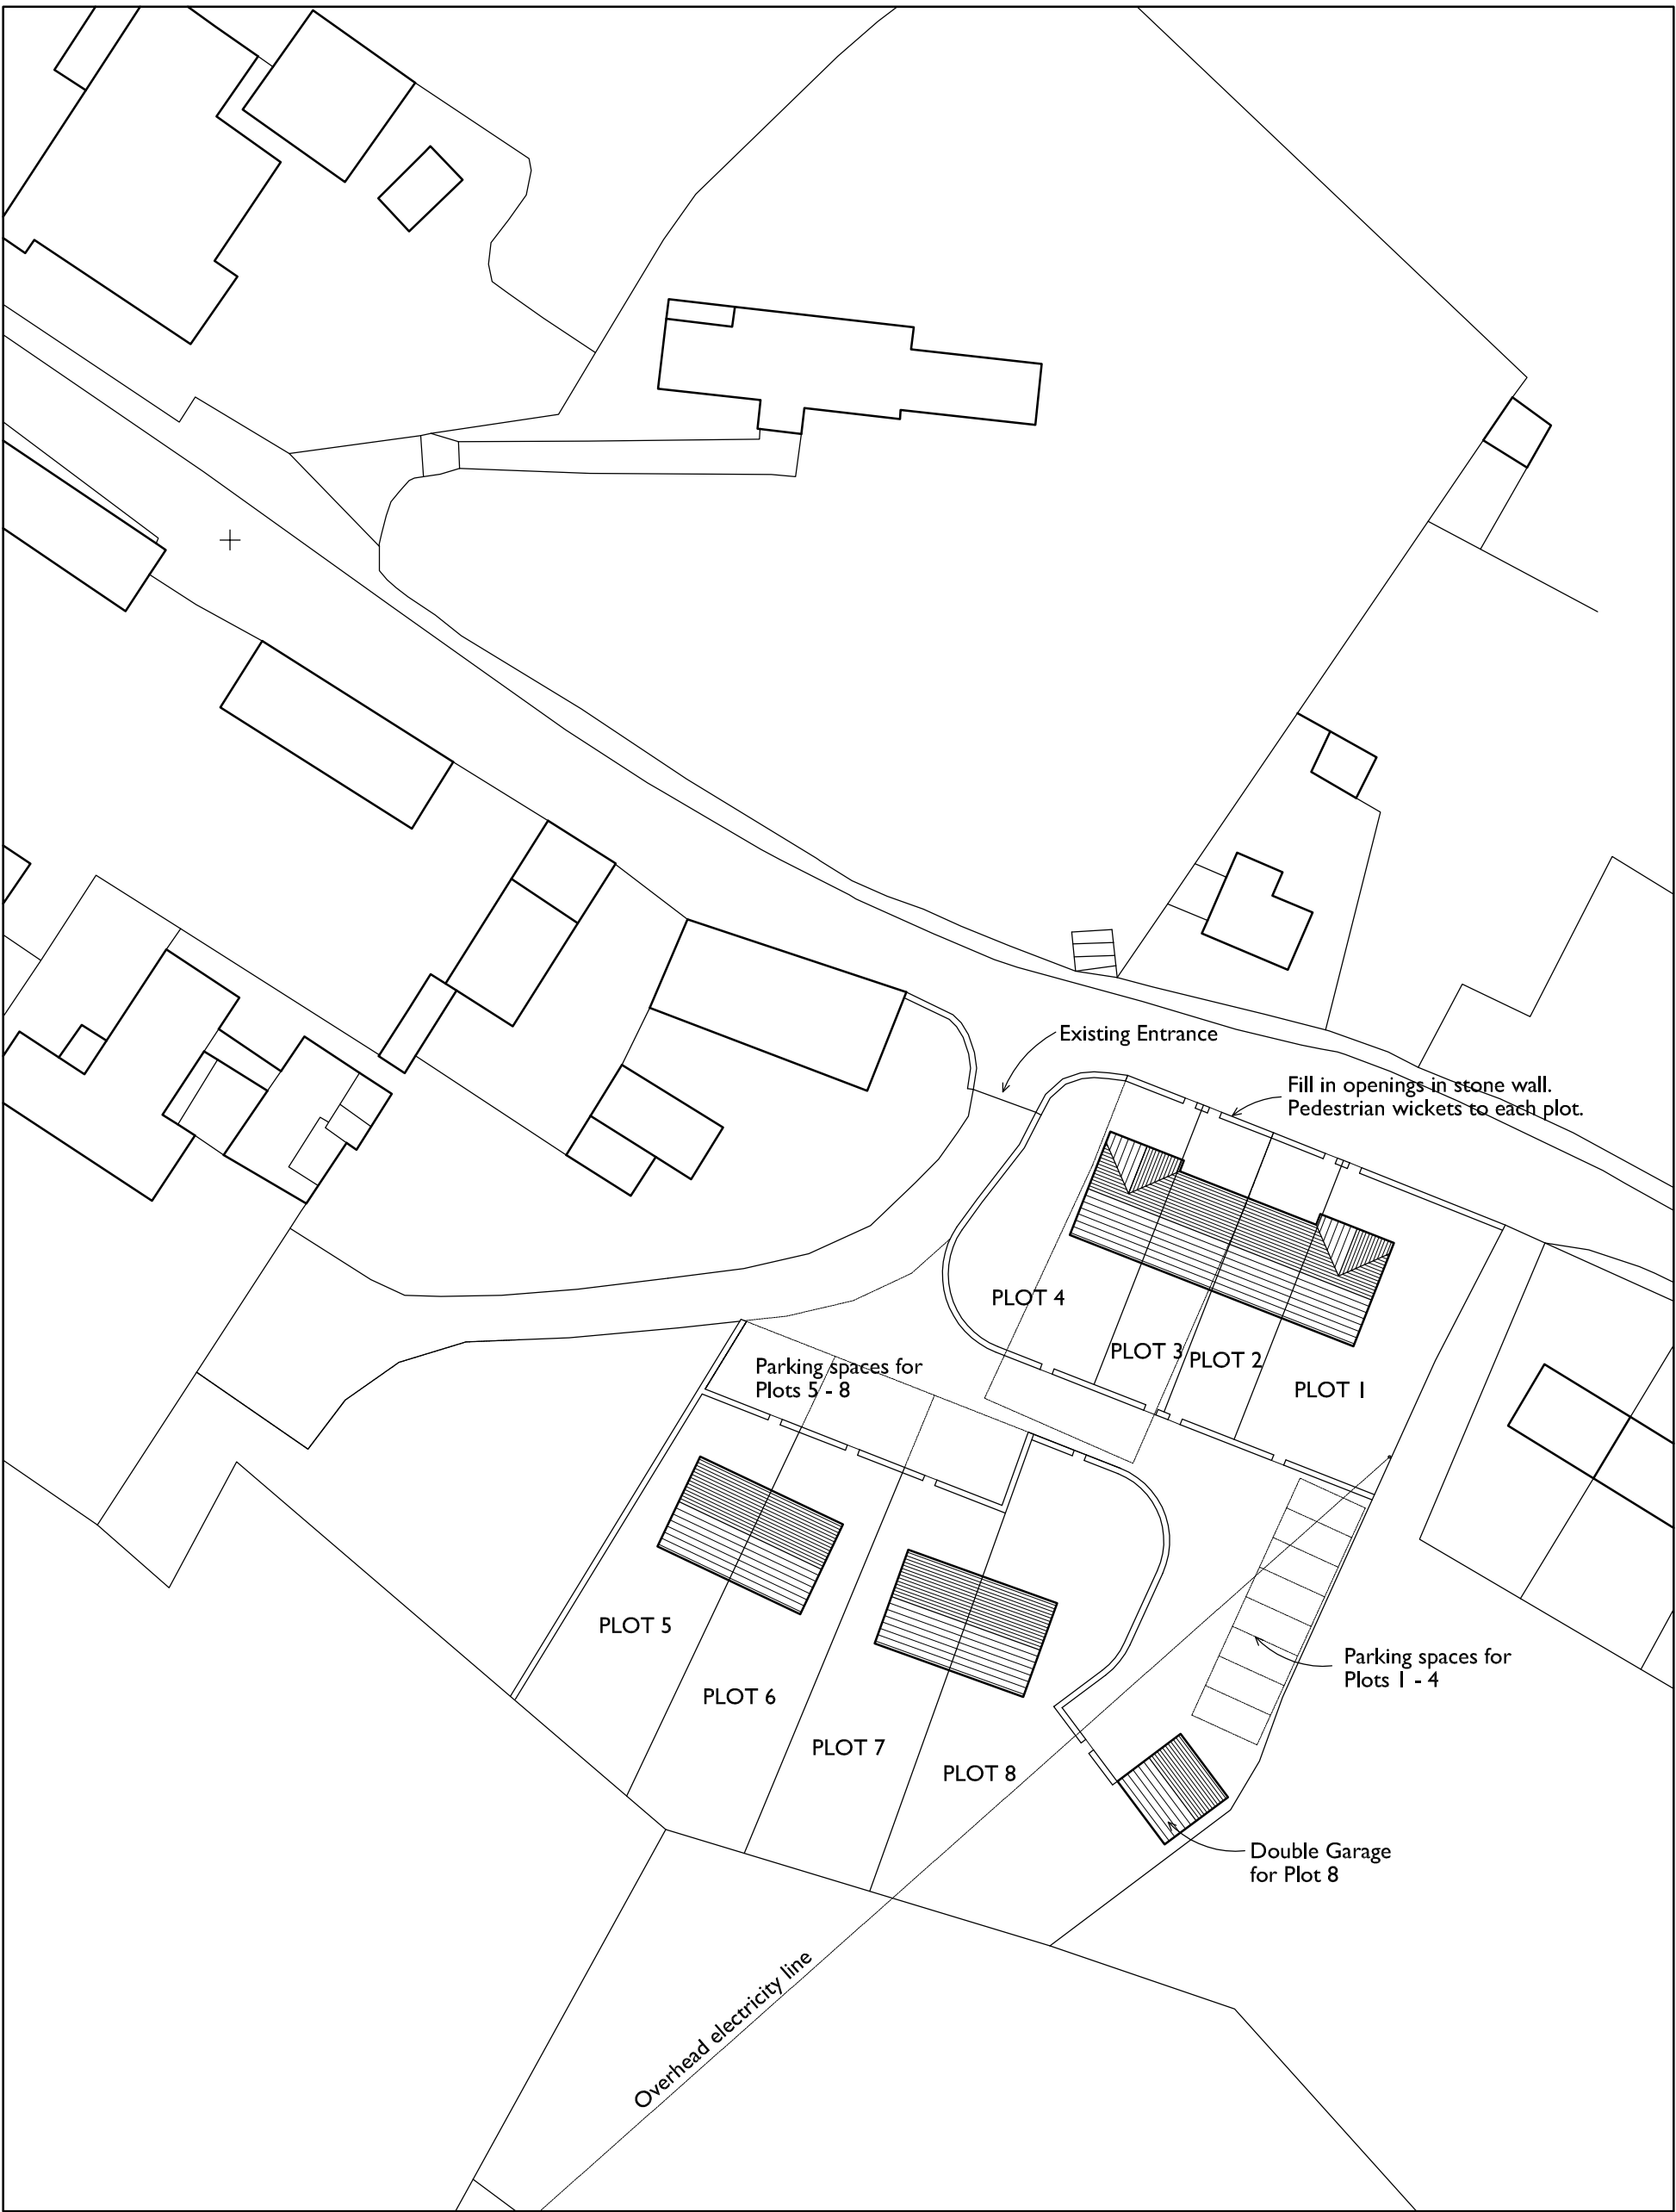 Existing Entrance
Fill in openings in stone wall.
Pedestrian wickets to each plot.
PLOT 4
PLOT 3
PLOT 2
PLOT 1
Parking spaces for
Plots 5 - 8
PLOT 5
PLOT 6
PLOT 7
PLOT 8
Parking spaces for
Plots 1 - 4
Double Garage
for Plot 8
Overhead electricity line